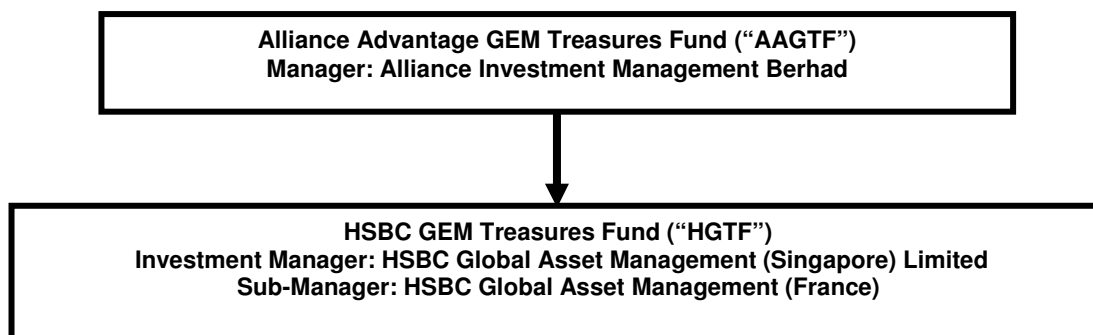 Alliance Advantage GEM Treasures Fund (“AAGTF”)
Manager: Alliance Investment Management Berhad
HSBC GEM Treasures Fund (“HGTF”)
Investment Manager: HSBC Global Asset Management (Singapore) Limited
Sub-Manager: HSBC Global Asset Management (France)